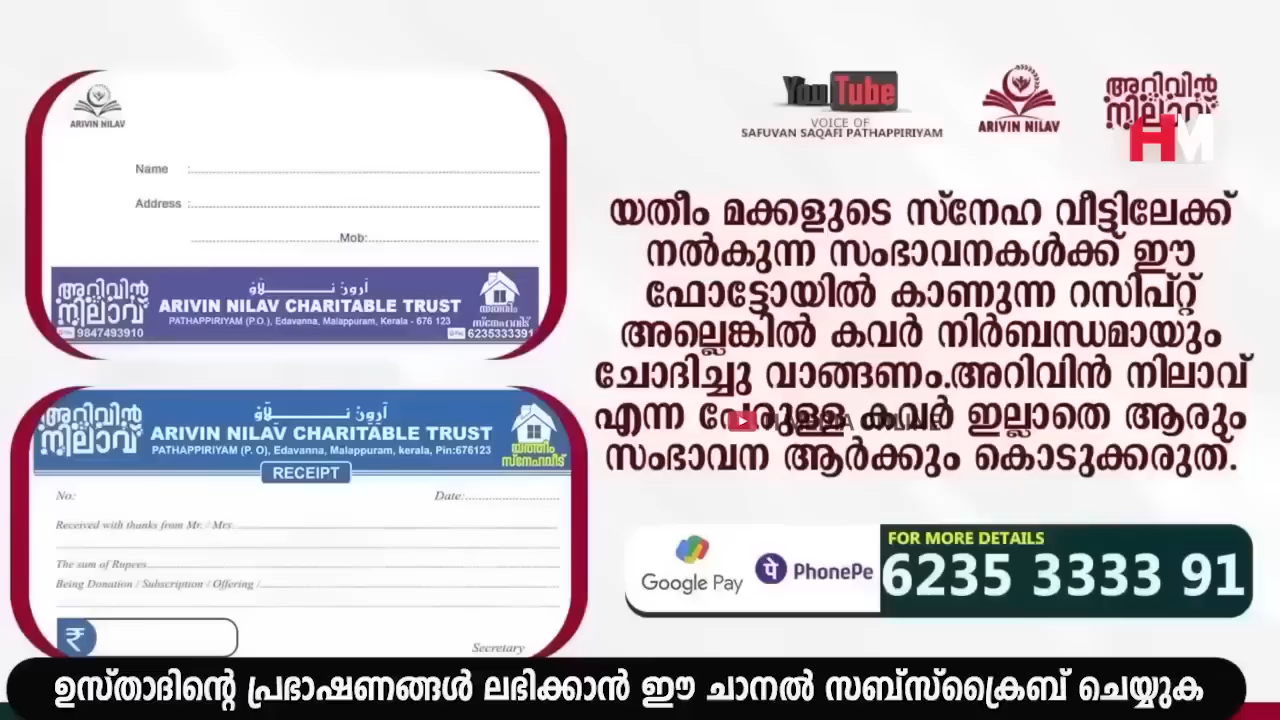 ARIVIN NILAV
Name :
Address :
Mob:
അറിവിൻ
നിലാവ്
ARIVIN NILAV CHARITABLE TRUST
PATHAPPIRIYAM (P.O.), Edavanna, Malappuram, Kerala - 676 123
9847493910
യത്തീം
സ്നേഹവീട്
6235333391
അറിവിൻ
നിലാവ്
ARIVIN NILAV CHARITABLE TRUST
PATHAPPIRIYAM (P. O), Edavanna, Malappuram, kerala, Pin:676123
യത്തീം
സ്നേഹവീട്
RECEIPT
No:
Date:
Received with thanks from Mr. / Mrs.
The sum of Rupees
Being Donation / Subscription / Offering /
₹
Secretary
YouTube
VOICE OF
SAFUVAN SAQAFI PATHAPPIRIYAM
ARIVIN NILAV
അറിവിൻ
നിലാവ്
HM
യതീം മക്കളുടെ സ്നേഹ വീട്ടിലേക്ക്
നൽകുന്ന സംഭാവനകൾക്ക് ഈ
ഫോട്ടോയിൽ കാണുന്ന റസിപ്റ്റ്
അല്ലെങ്കിൽ കവർ നിർബന്ധമായും
ചോദിച്ചു വാങ്ങണം.അറിവിൻ നിലാവ്
എന്ന പേരുള്ള കവർ ഇല്ലാതെ ആരും
സംഭാവന ആർക്കും കൊടുക്കരുത്.
Google Pay
पे PhonePe
FOR MORE DETAILS
6235 3333 91
ഉസ്താദിന്റെ പ്രഭാഷണങ്ങൾ ലഭിക്കാൻ ഈ ചാനൽ സബ്സ്ക്രൈബ് ചെയ്യുക